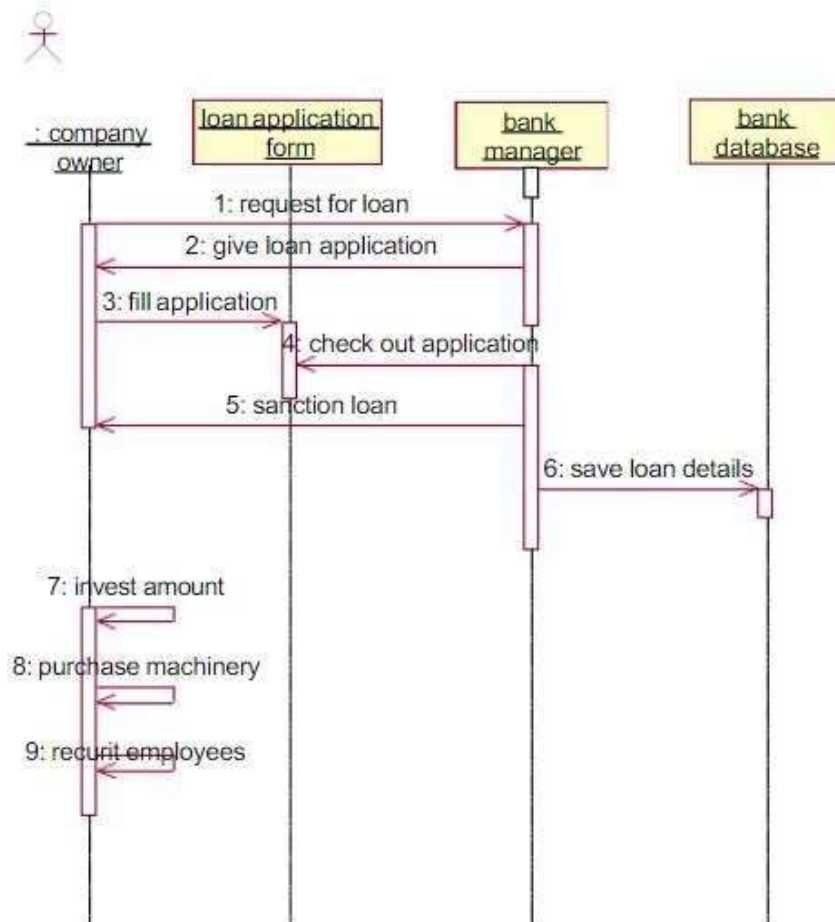 : company
owner
loan application
form
bank
manager
bank
database
1: request for loan
2: give loan application
3: fill application
4: check out application
5: sanction loan
6: save loan details
7: invest amount
8: purchase machinery
9: recurit employees